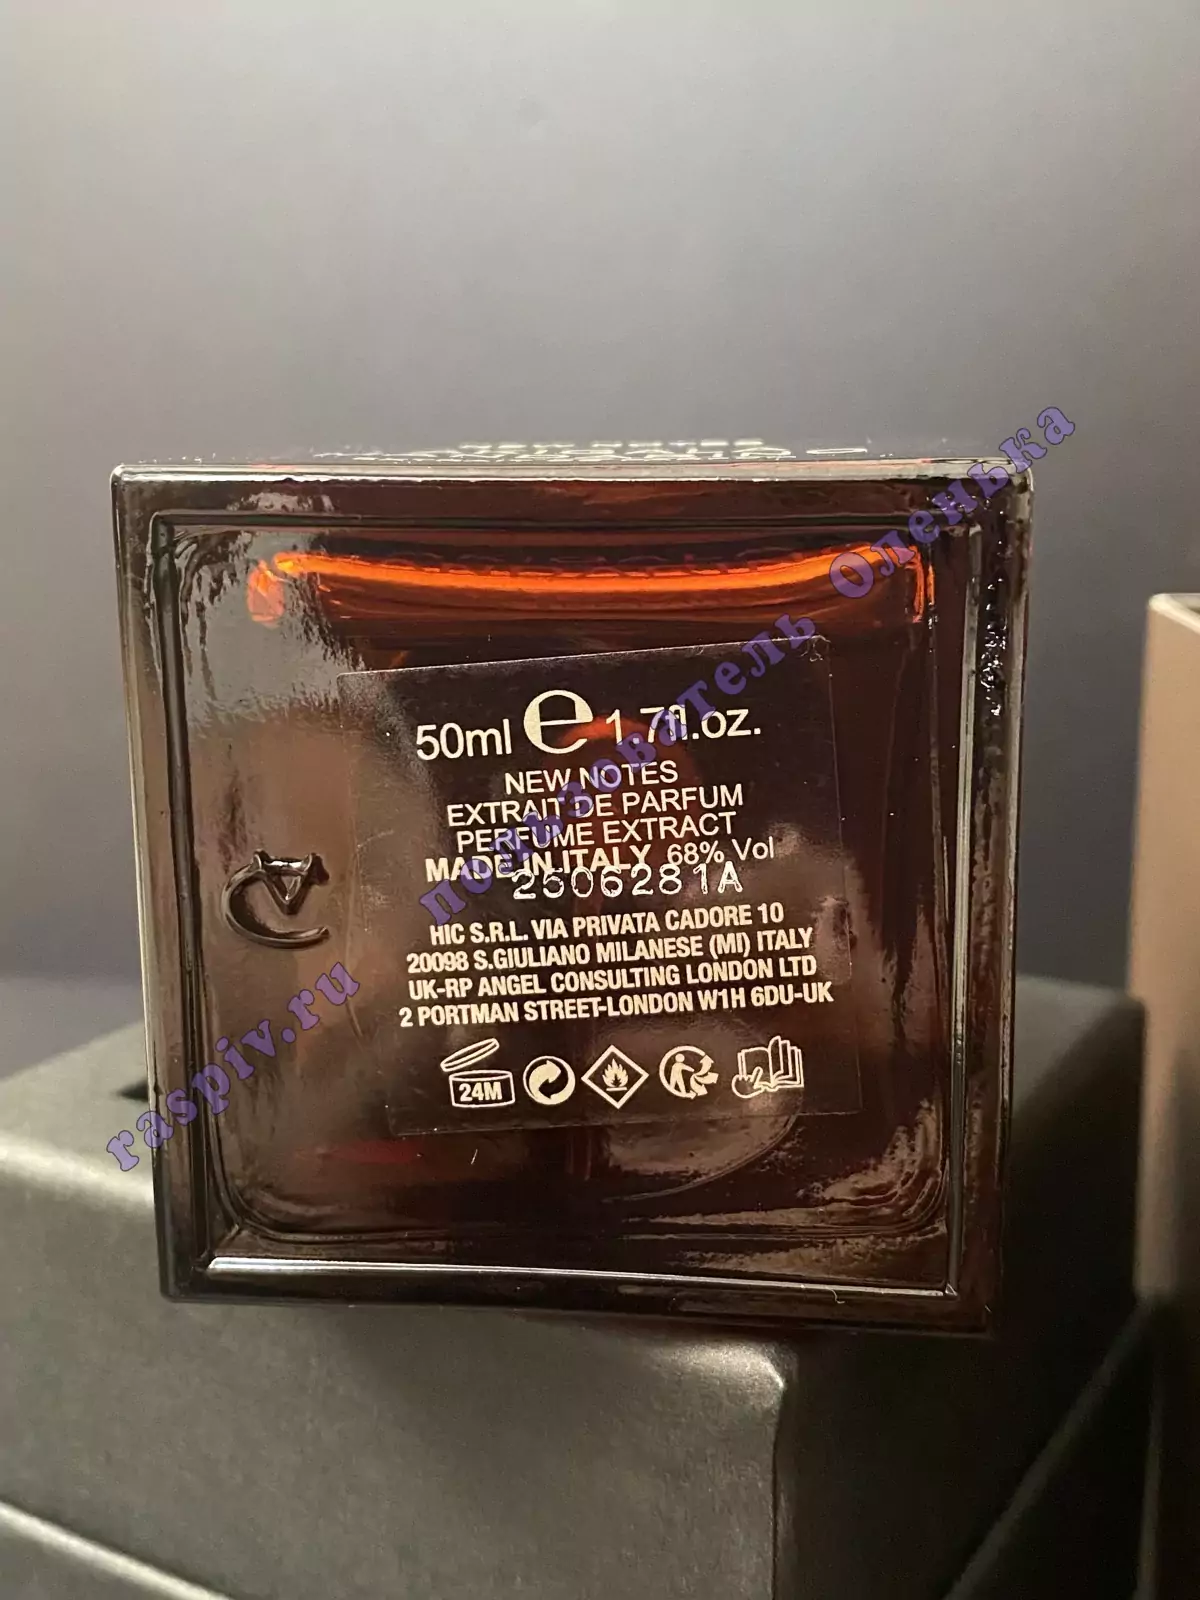 NEW NOTES
50ml e 1.7fl.oz.
NEW NOTES
EXTRAIT DE PARFUM
PERFUME EXTRACT
MADE IN ITALY 68% Vol
2506281A
HIC S.R.L. VIA PRIVATA CADORE 10
20098 S.GIULIANO MILANESE (MI) ITALY
UK-RP ANGEL CONSULTING LONDON LTD
2 PORTMAN STREET-LONDON W1H 6DU-UK
24M
raspiv.ru пользователь Оленька